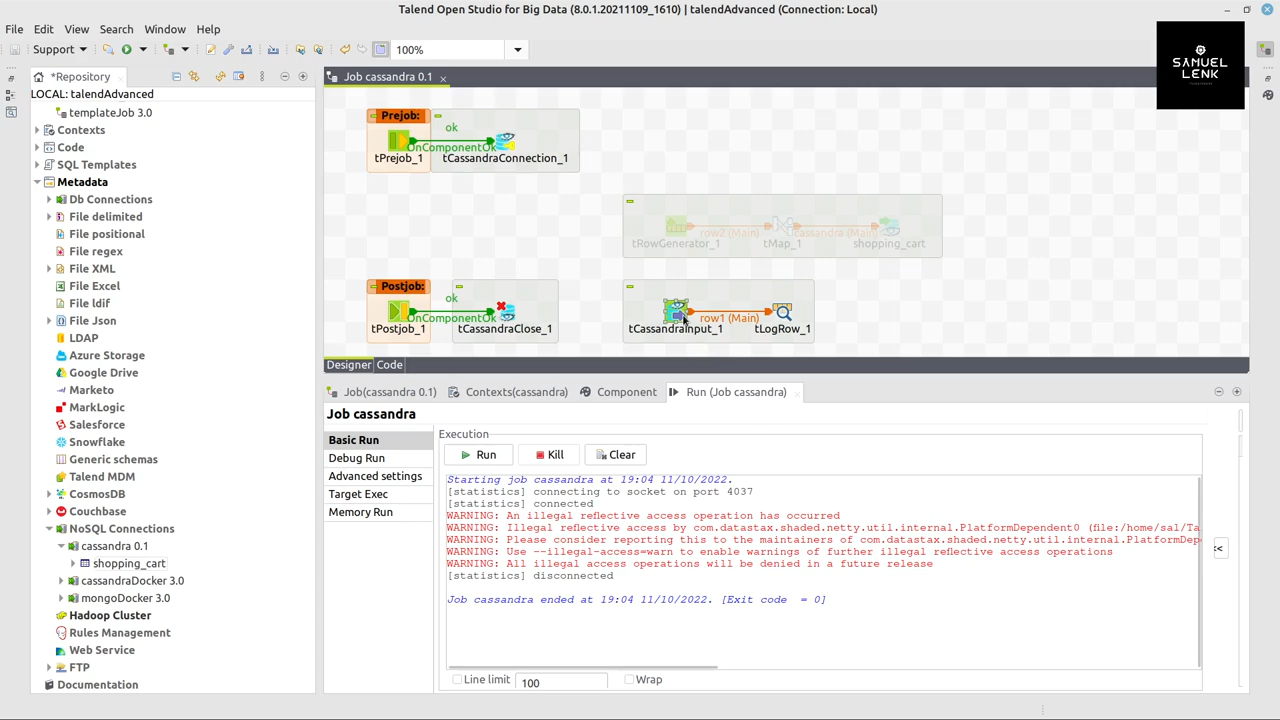 Talend Open Studio for Big Data (8.0.1.20211109_1610) | talendAdvanced (Connection: Local)
File Edit View Search Window Help
Support
100%
SAMUEL
LENK
*Repository
LOCAL: talendAdvanced
templateJob 3.0
Contexts
Code
SQL Templates
Metadata
Db Connections
File delimited
File positional
File regex
File XML
File Excel
File ldif
File Json
LDAP
Azure Storage
Google Drive
Marketo
MarkLogic
Salesforce
Snowflake
Generic schemas
Talend MDM
CosmosDB
Couchbase
NoSQL Connections
cassandra 0.1
shopping_cart
cassandraDocker 3.0
mongoDocker 3.0
Hadoop Cluster
Rules Management
Web Service
FTP
Documentation
Job cassandra 0.1
Prejob:
ok
OnComponentOk
tPrejob_1 tCassandraConnection_1
row2 (Main) cassandra (Main)
tRowGenerator_1 tMap_1 shopping_cart
Postjob:
ok
OnComponentOk
tPostjob_1 tCassandraClose_1
row1 (Main)
tCassandraInput_1 tLogRow_1
Designer Code
Job(cassandra 0.1) Contexts(cassandra) Component Run (Job cassandra)
Job cassandra
Basic Run
Debug Run
Advanced settings
Target Exec
Memory Run
Execution
Run Kill Clear
Starting job cassandra at 19:04 11/10/2022.
[statistics] connecting to socket on port 4037
[statistics] connected
WARNING: An illegal reflective access operation has occurred
WARNING: Illegal reflective access by com.datastax.shaded.netty.util.internal.PlatformDependent0 (file:/home/sal/Ta
WARNING: Please consider reporting this to the maintainers of com.datastax.shaded.netty.util.internal.PlatformDepen
WARNING: Use --illegal-access=warn to enable warnings of further illegal reflective access operations
WARNING: All illegal access operations will be denied in a future release
[statistics] disconnected
Job cassandra ended at 19:04 11/10/2022. [Exit code = 0]
<<
Line limit 100 Wrap